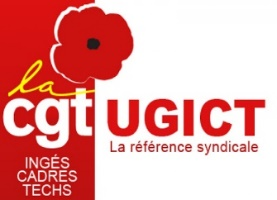 la
cgt UGICT
La référence syndicale
INGÉS
CADRES
TECHS